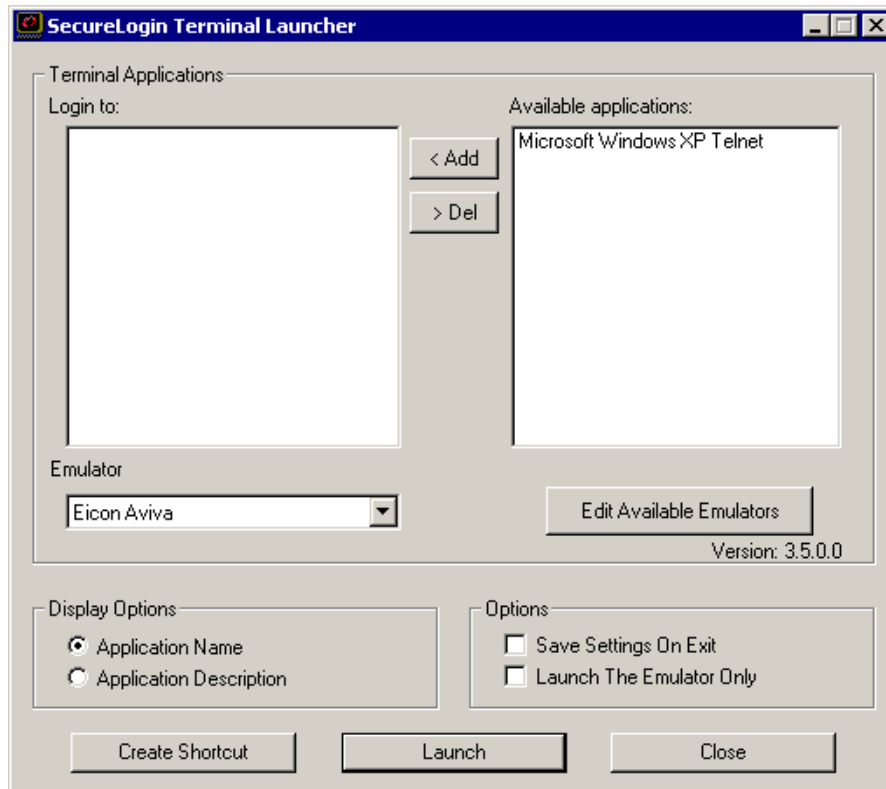 SecureLogin Terminal Launcher
Terminal Applications
Login to:
Available applications:
< Add
> Del
Microsoft Windows XP Telnet
Emulator
Eicon Aviva
Edit Available Emulators
Version: 3.5.0.0
Display Options
Application Name
Application Description
Options
Save Settings On Exit
Launch The Emulator Only
Create Shortcut
Launch
Close